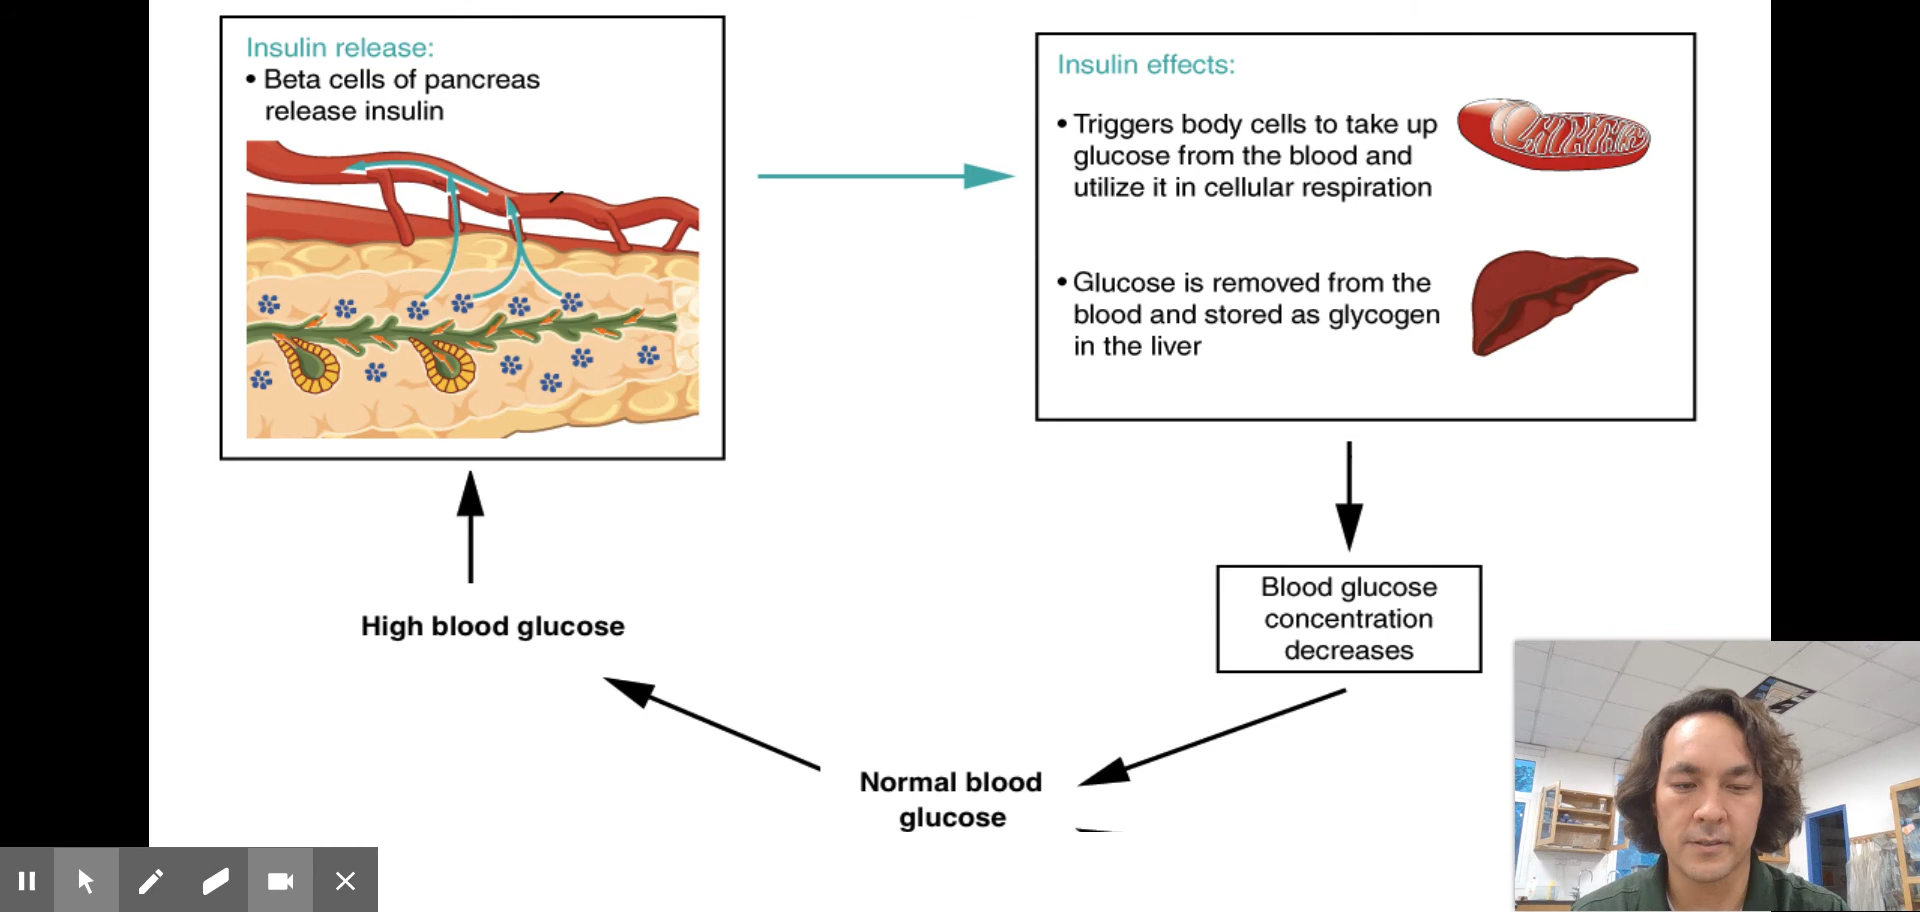 Insulin release:
• Beta cells of pancreas
release insulin
Insulin effects:
• Triggers body cells to take up
glucose from the blood and
utilize it in cellular respiration
• Glucose is removed from the
blood and stored as glycogen
in the liver
Blood glucose
concentration
decreases
High blood glucose
Normal blood
glucose